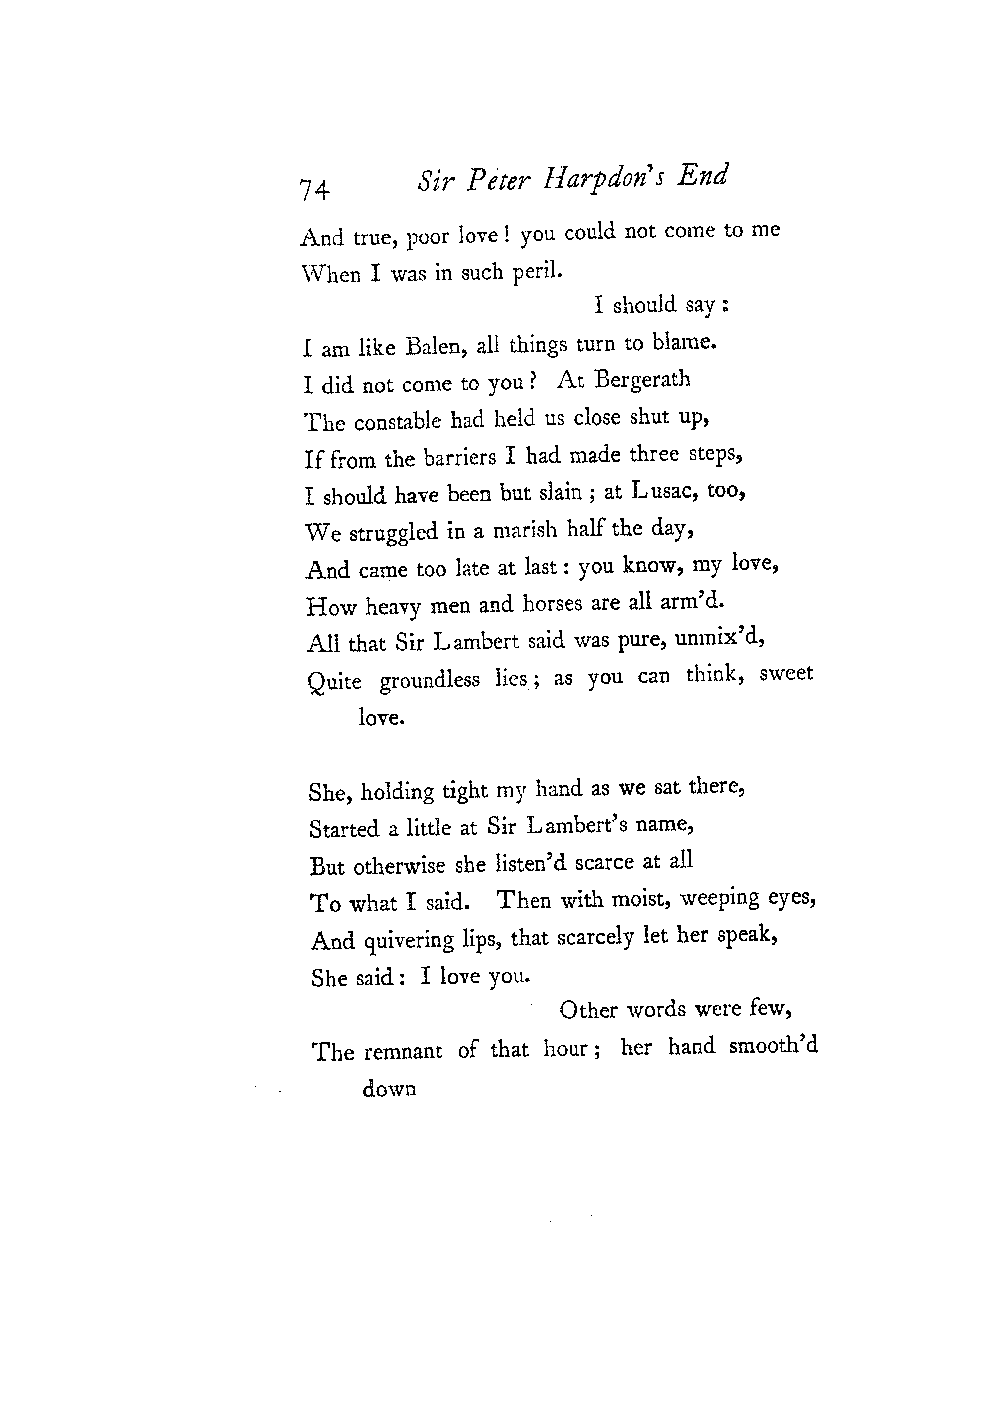 74 Sir Peter Harpdon's End
And true, poor love! you could not come to me
When I was in such peril.
I should say:
I am like Balen, all things turn to blame.
I did not come to you? At Bergerath
The constable had held us close shut up,
If from the barriers I had made three steps,
I should have been but slain; at Lusac, too,
We struggled in a marish half the day,
And came too late at last: you know, my love,
How heavy men and horses are all arm'd.
All that Sir Lambert said was pure, unmix'd,
Quite groundless lies; as you can think, sweet
love.
She, holding tight my hand as we sat there,
Started a little at Sir Lambert's name,
But otherwise she listen'd scarce at all
To what I said. Then with moist, weeping eyes,
And quivering lips, that scarcely let her speak,
She said: I love you.
Other words were few,
The remnant of that hour; her hand smooth'd
down